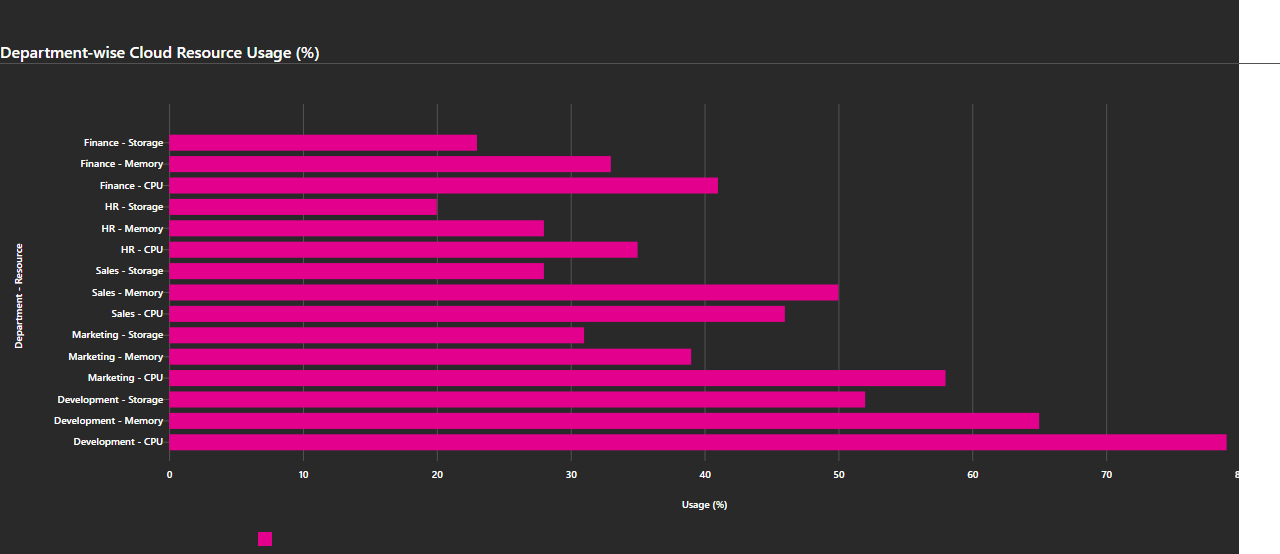 Department-wise Cloud Resource Usage (%)
Department - Resource
Finance - Storage
Finance - Memory
Finance - CPU
HR - Storage
HR - Memory
HR - CPU
Sales - Storage
Sales - Memory
Sales - CPU
Marketing - Storage
Marketing - Memory
Marketing - CPU
Development - Storage
Development - Memory
Development - CPU
0 10 20 30 40 50 60 70
Usage (%)